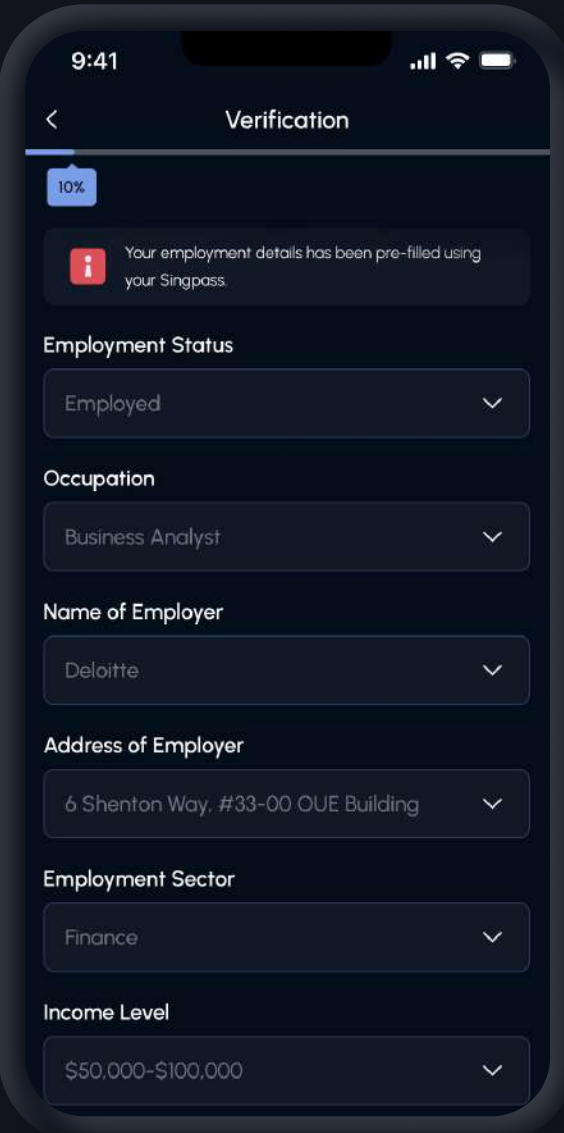 9:41
Verification
10%
Your employment details has been pre-filled using
your Singpass.
Employment Status
Employed
Occupation
Business Analyst
Name of Employer
Deloitte
Address of Employer
6 Shenton Way, #33-00 OUE Building
Employment Sector
Finance
Income Level
$50,000-$100,000